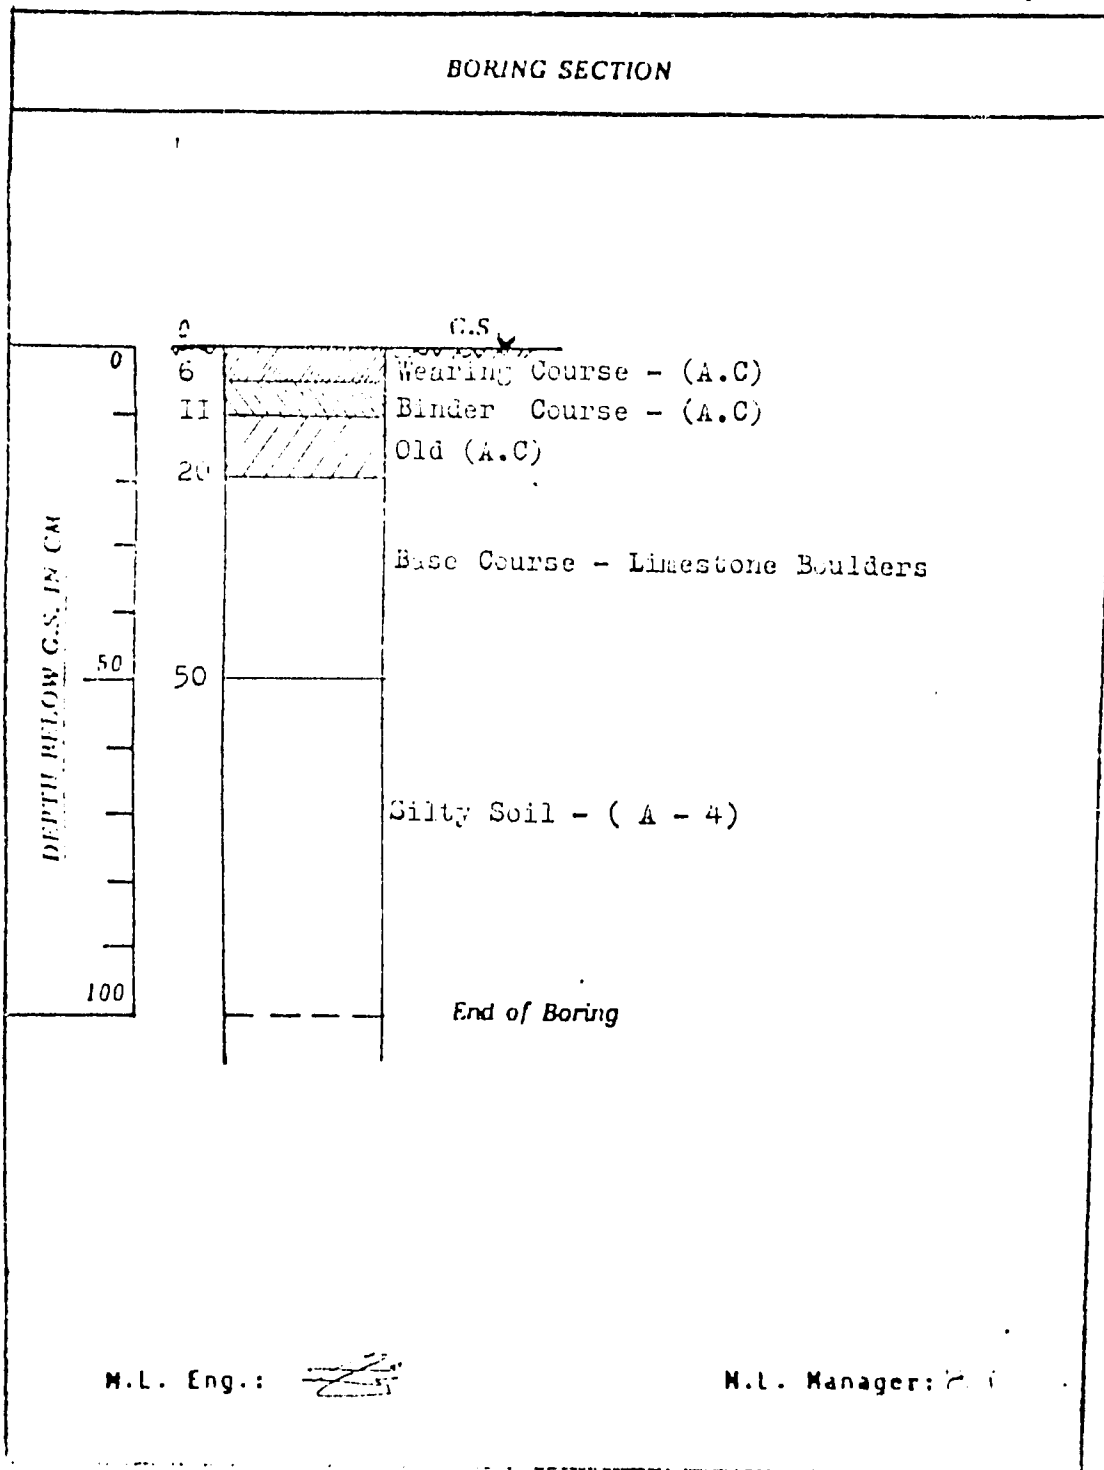 BORING SECTION
0
G.S.
0
6
Wearing Course - (A.C)
II
Binder Course - (A.C)
Old (A.C)
20
Base Course - Limestone Boulders
DEPTH BELOW G.S. IN CM
50
50
Silty Soil - ( A - 4)
100
End of Boring
M.L. Eng.:
M.L. Manager: